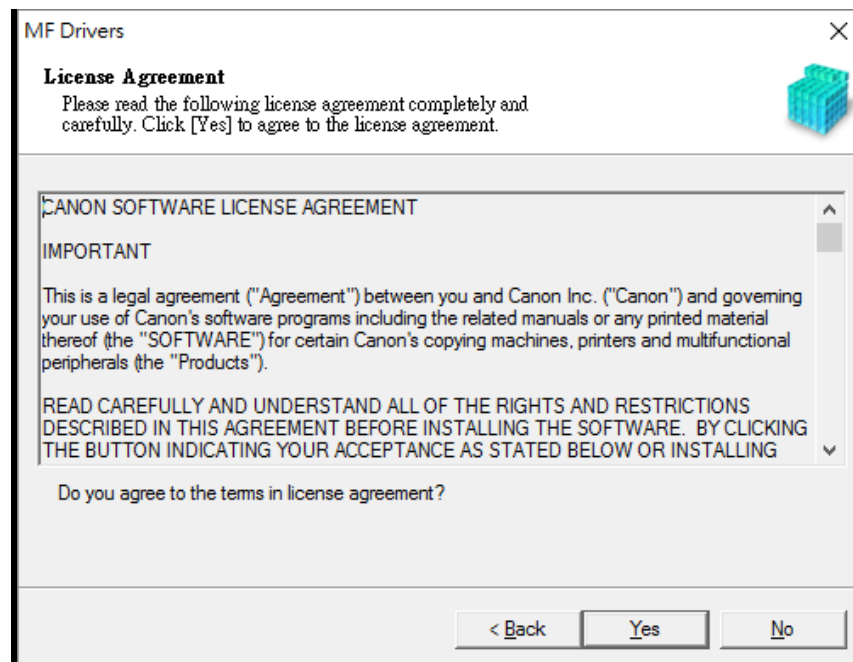 MF Drivers
License Agreement
Please read the following license agreement completely and
carefully. Click [Yes] to agree to the license agreement.
CANON SOFTWARE LICENSE AGREEMENT
IMPORTANT
This is a legal agreement ("Agreement") between you and Canon Inc. ("Canon") and governing
your use of Canon's software programs including the related manuals or any printed material
thereof (the "SOFTWARE") for certain Canon's copying machines, printers and multifunctional
peripherals (the "Products").
READ CAREFULLY AND UNDERSTAND ALL OF THE RIGHTS AND RESTRICTIONS
DESCRIBED IN THIS AGREEMENT BEFORE INSTALLING THE SOFTWARE.  BY CLICKING
THE BUTTON INDICATING YOUR ACCEPTANCE AS STATED BELOW OR INSTALLING
Do you agree to the terms in license agreement?
< Back
Yes
No